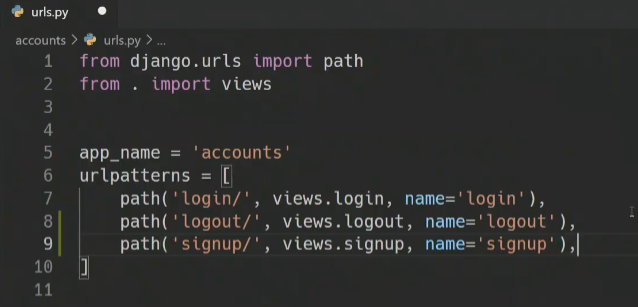 urls.py
accounts > urls.py > ...
1 from django.urls import path
2 from . import views
3
4
5 app_name = 'accounts'
6 urlpatterns = [
7     path('login/', views.login, name='login'),
8     path('logout/', views.logout, name='logout'),
9     path('signup/', views.signup, name='signup'),
10 ]
11